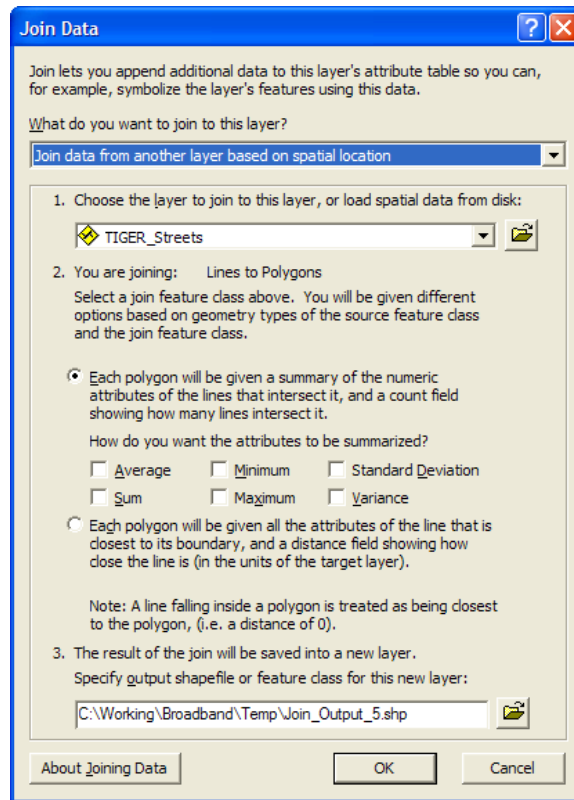 Join Data
Join lets you append additional data to this layer's attribute table so you can,
for example, symbolize the layer's features using this data.
What do you want to join to this layer?
Join data from another layer based on spatial location
1. Choose the layer to join to this layer, or load spatial data from disk:
TIGER_Streets
2. You are joining: Lines to Polygons
Select a join feature class above. You will be given different
options based on geometry types of the source feature class
and the join feature class.
Each polygon will be given a summary of the numeric
attributes of the lines that intersect it, and a count field
showing how many lines intersect it.
How do you want the attributes to be summarized?
Average Minimum Standard Deviation
Sum Maximum Variance
Each polygon will be given all the attributes of the line that is
closest to its boundary, and a distance field showing how
close the line is (in the units of the target layer).
Note: A line falling inside a polygon is treated as being closest
to the polygon, (i.e. a distance of 0).
3. The result of the join will be saved into a new layer.
Specify output shapefile or feature class for this new layer:
C:\Working\Broadband\Temp\Join_Output_5.shp
About Joining Data OK Cancel